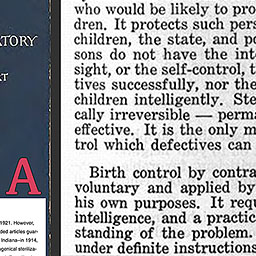 ATORY
A
1921. However,
ded articles guar-
Indiana–in 1914,
ugenical steriliza-
who would be likely to pro
dren. It protects such pers
children, the state, and po
sons do not have the inte
sight, or the self-control, t
tives successfully, nor the
children intelligently. Ste
cally irreversible — perma
effective. It is the only m
trol which defectives can
Birth control by contra
voluntary and applied by
his own purposes. It requ
intelligence, and a practic
standing of the problem.
under definite instructions